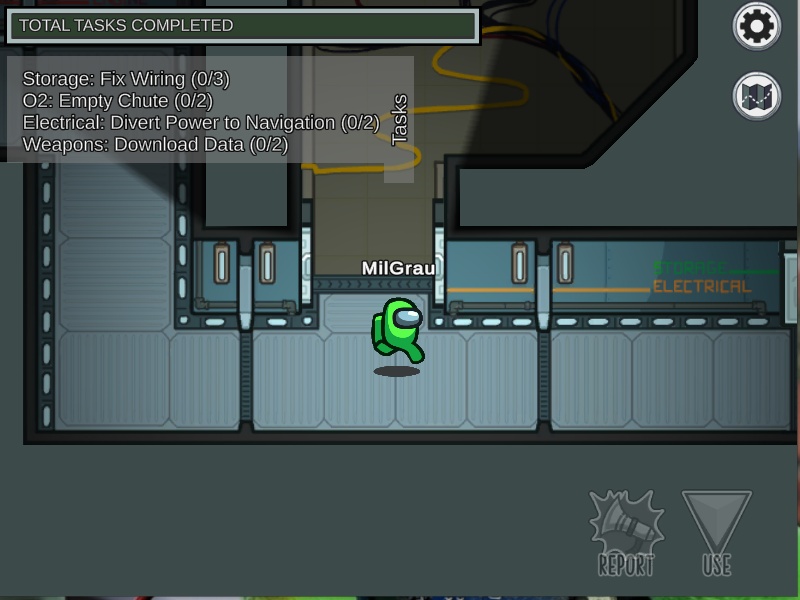 TOTAL TASKS COMPLETED
Storage: Fix Wiring (0/3)
O2: Empty Chute (0/2)
Electrical: Divert Power to Navigation (0/2)
Weapons: Download Data (0/2)
Tasks
MilGrau
STORAGE
ELECTRICAL
REPORT
USE